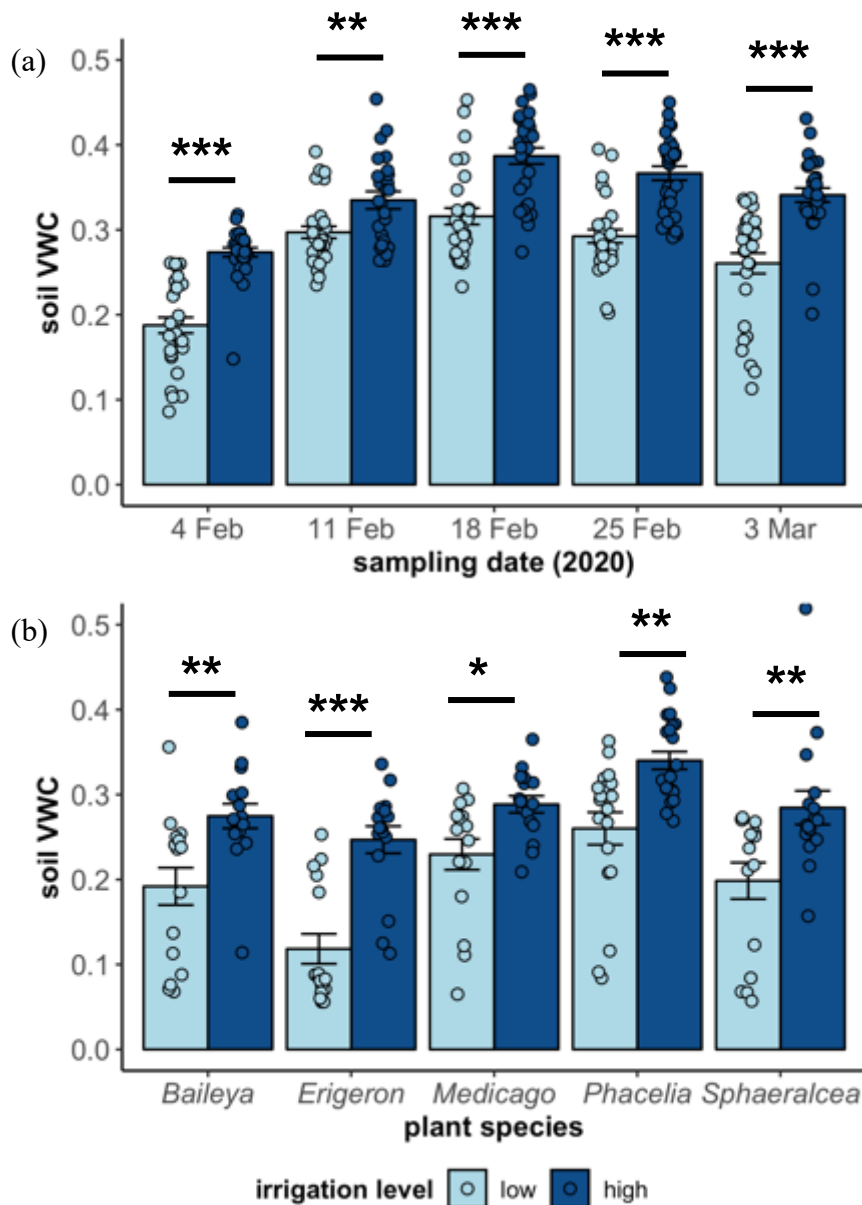 (a)
*** ** *** *** ***
soil VWC
0.5
0.4
0.3
0.2
0.1
0.0
4 Feb 11 Feb 18 Feb 25 Feb 3 Mar
sampling date (2020)
(b)
** *** * ** **
soil VWC
0.5
0.4
0.3
0.2
0.1
0.0
Baileya Erigeron Medicago Phacelia Sphaeralcea
plant species
irrigation level low high